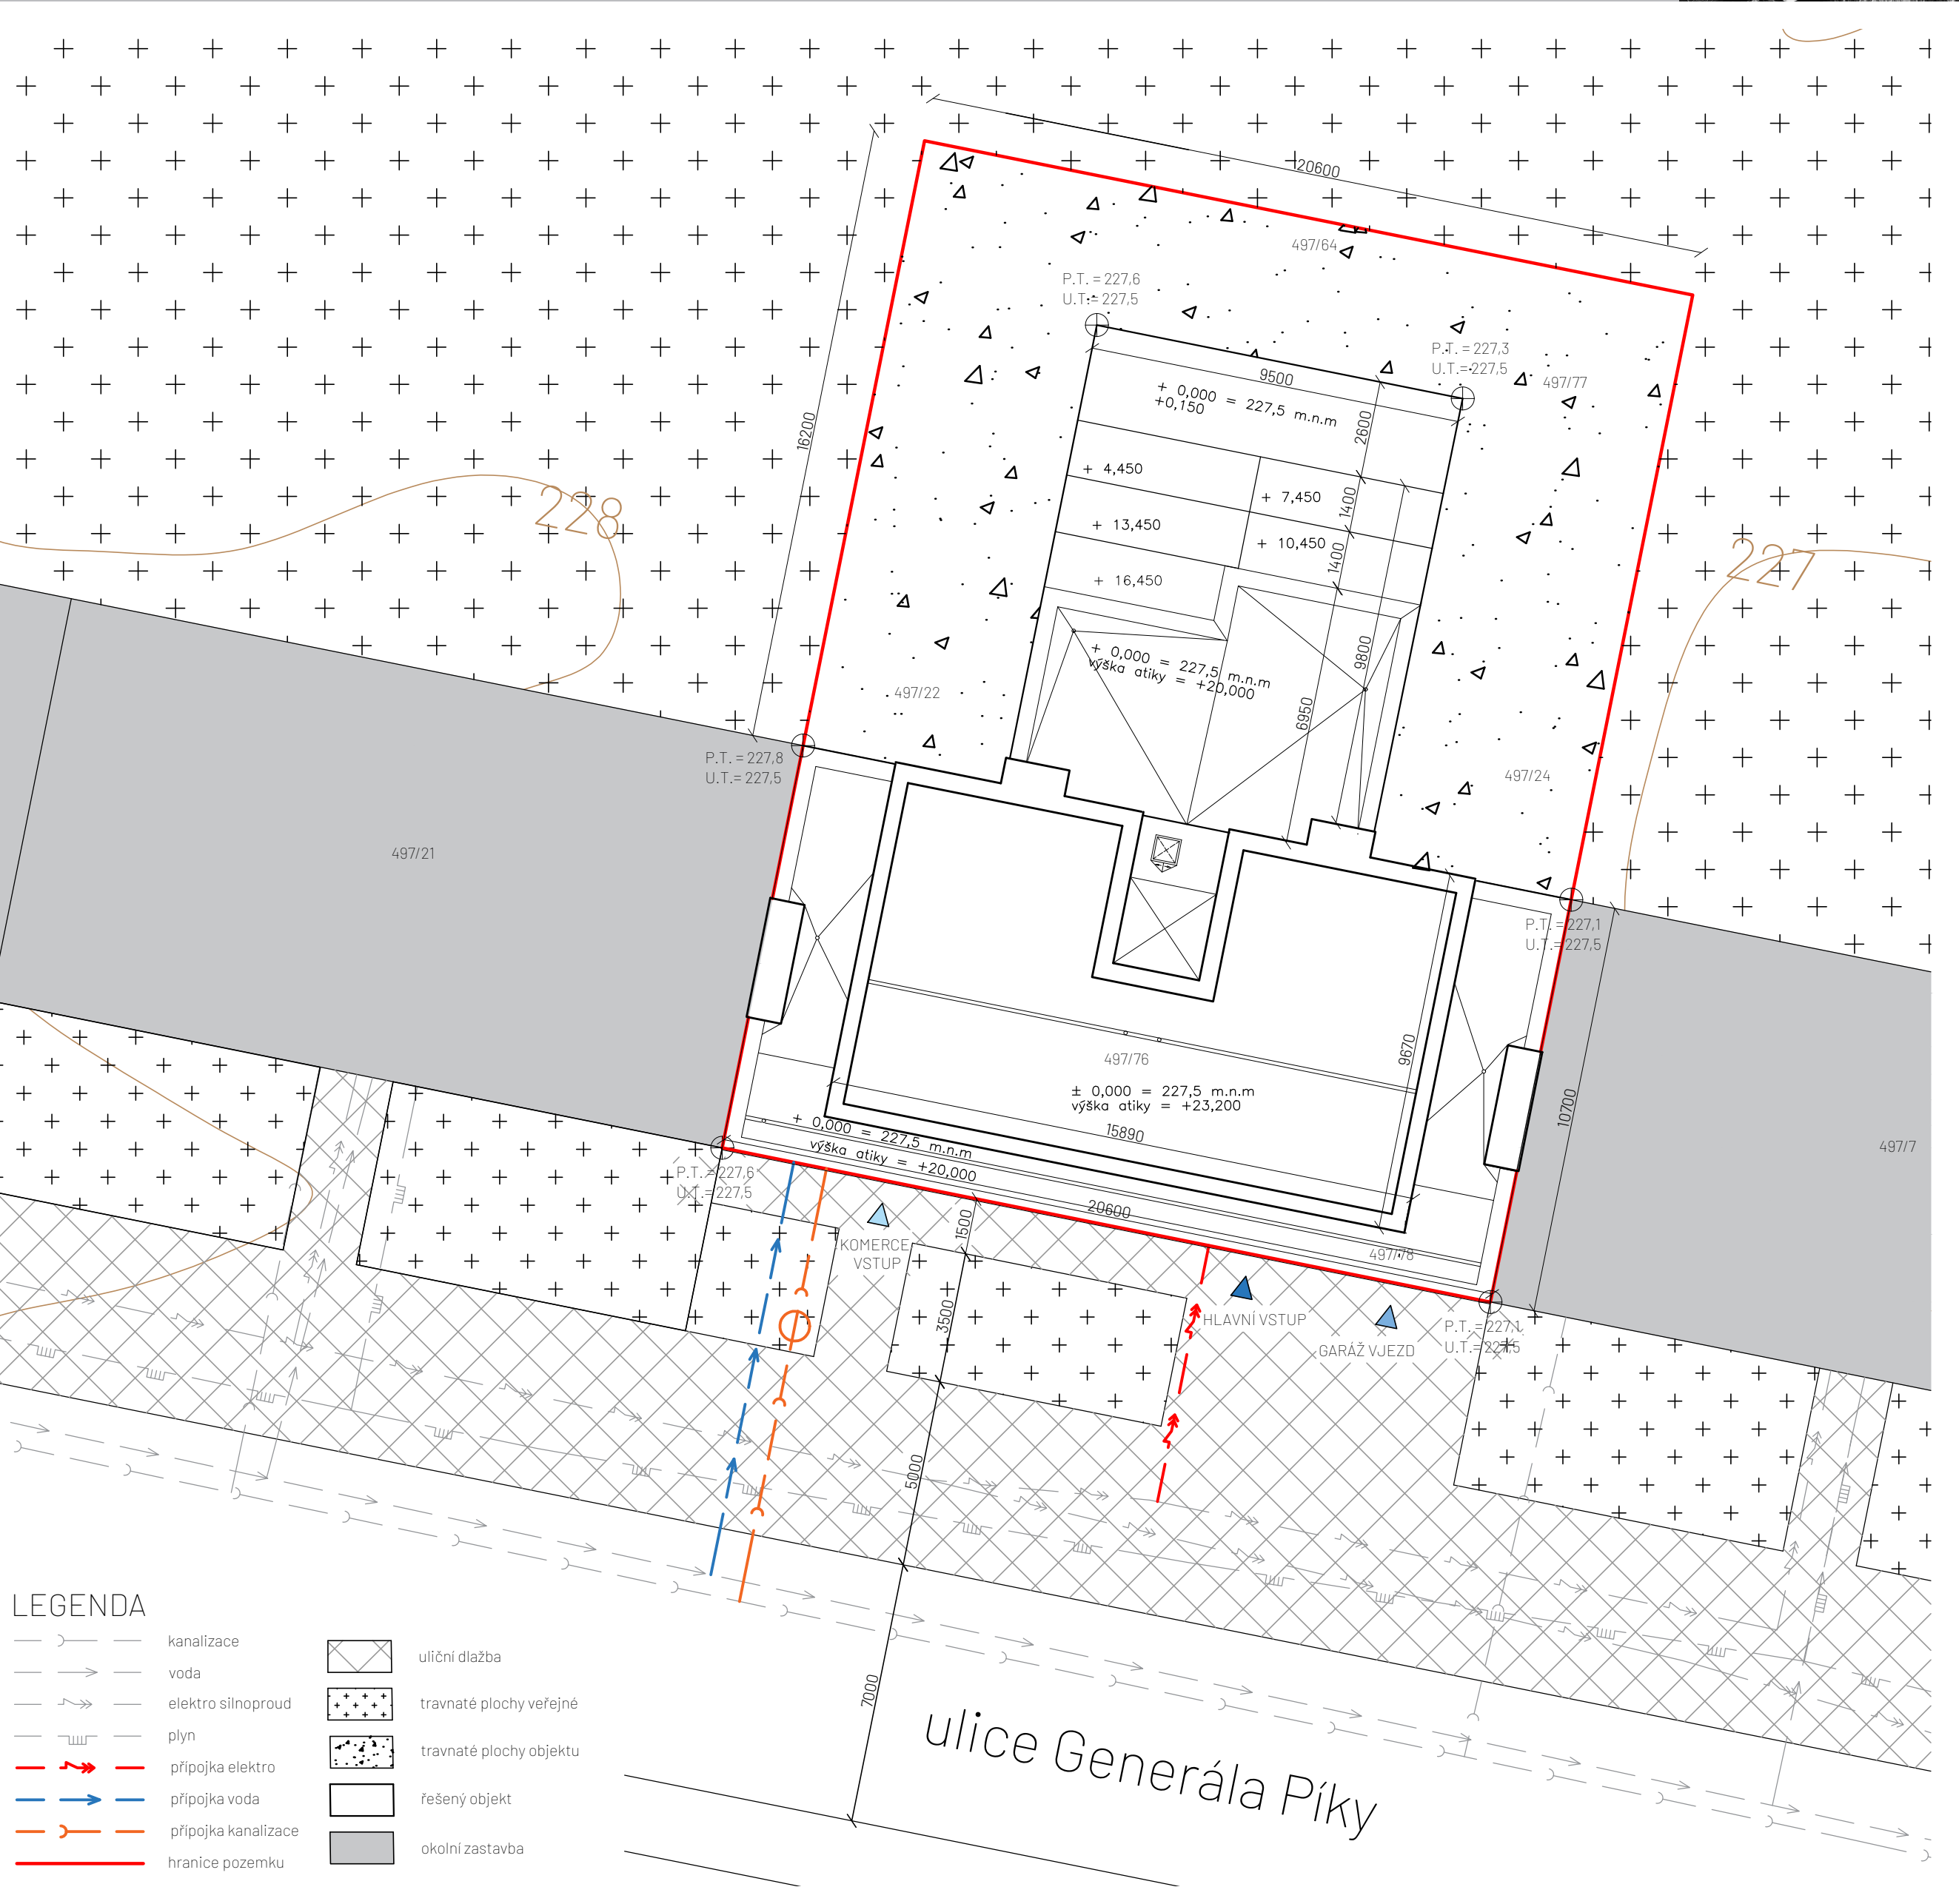 20600
497/64
P.T. = 227,6
U.T.= 227,5
P.T. = 227,3
U.T.= 227,5
497/77
9500
+ 0,000 = 227,5 m.n.m
+0,150
2600
16200
+ 4,450
+ 7,450
1400
228
+ 13,450
+ 10,450
1400
227
+ 16,450
9800
+ 0,000 = 227,5 m.n.m
výška atiky = +20,000
6950
497/22
P.T. = 227,8
U.T.= 227,5
497/24
497/21
P.T. = 227,1
U.T.= 227,5
9670
497/76
± 0,000 = 227,5 m.n.m
výška atiky = +23,200
10700
15890
497/7
+ 0,000 = 227,5 m.n.m
výška atiky = +20,000
P.T. = 227,6
U.T.= 227,5
20600
1500
KOMERCE
VSTUP
497/78
3500
HLAVNÍ VSTUP
GARÁŽ VJEZD
P.T. = 227,1
U.T.= 227,5
5000
7000
ulice Generála Píky
LEGENDA
kanalizace
voda
elektro silnoproud
plyn
přípojka elektro
přípojka voda
přípojka kanalizace
hranice pozemku
uliční dlažba
travnaté plochy veřejné
travnaté plochy objektu
řešený objekt
okolní zastavba